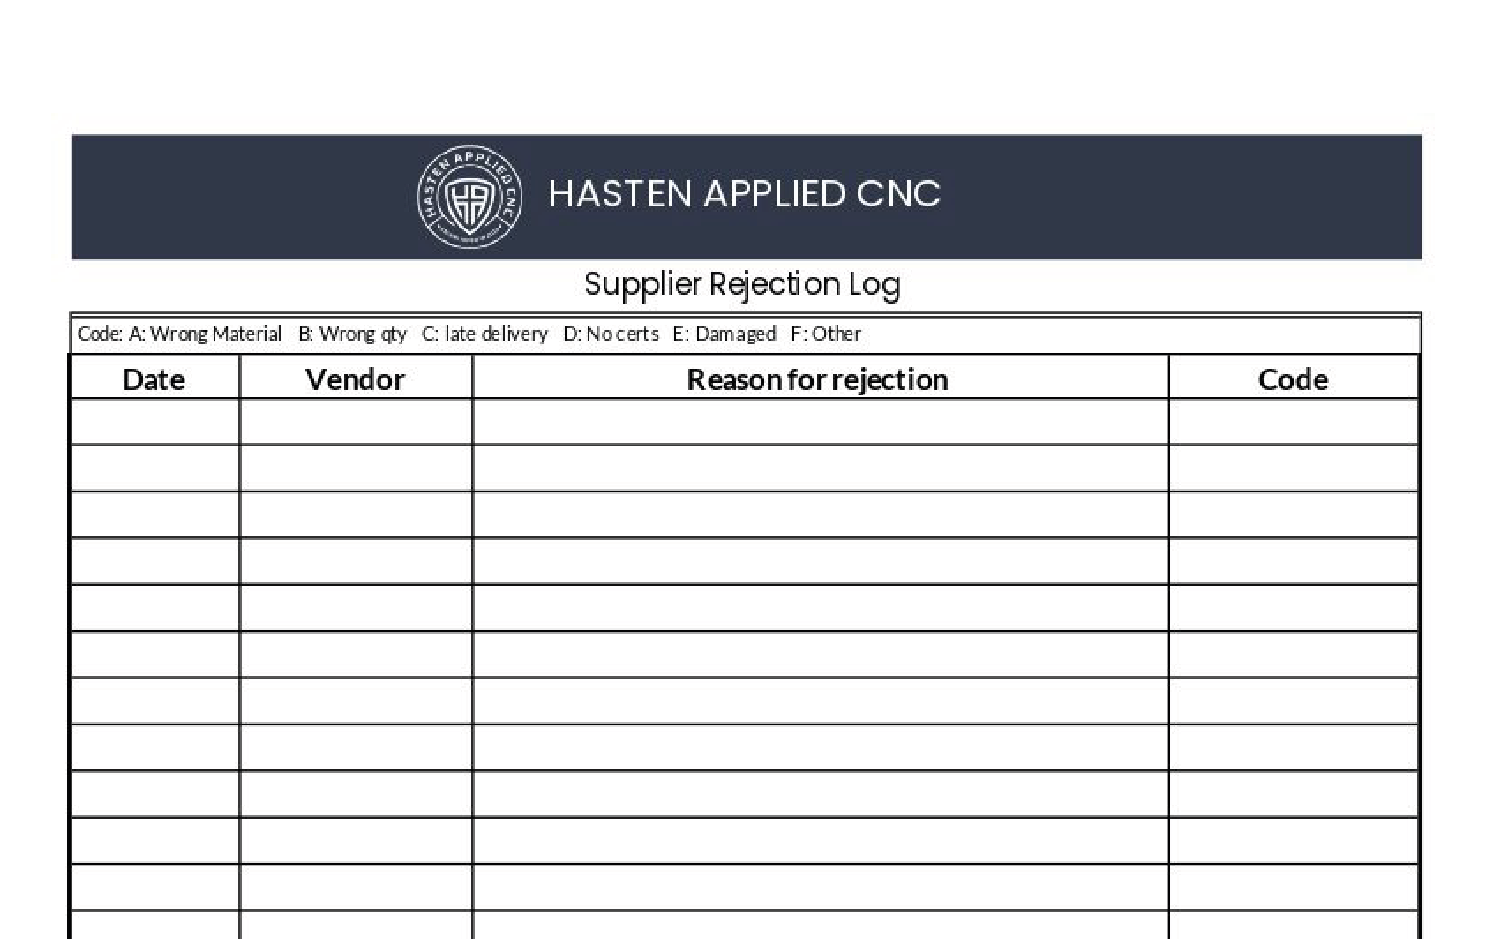 HASTEN APPLIED CNC
HASTEN APPLIED CNC
Supplier Rejection Log
Code: A: Wrong Material B: Wrong qty C: late delivery D: No certs E: Damaged F: Other
Date Vendor Reason for rejection Code